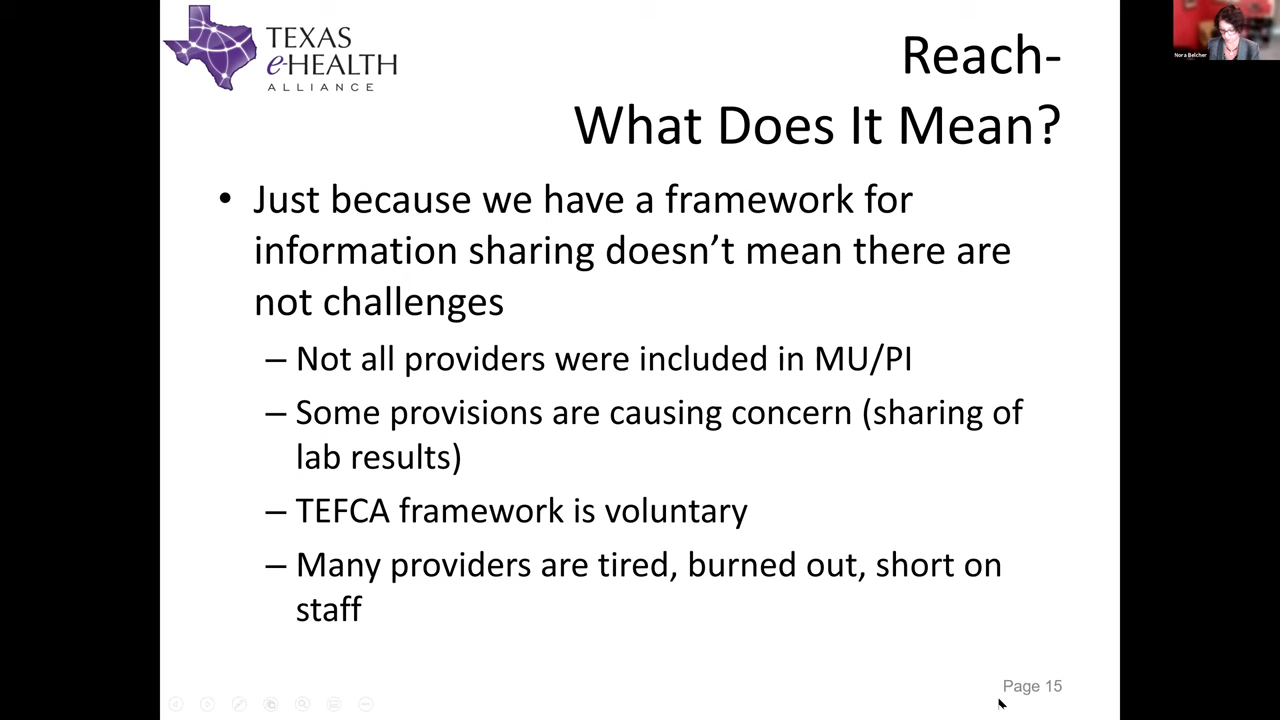 TEXAS
e-HEALTH
ALLIANCE
Nora Belcher
Reach-
What Does It Mean?
• Just because we have a framework for
information sharing doesn’t mean there are
not challenges
– Not all providers were included in MU/PI
– Some provisions are causing concern (sharing of
lab results)
– TEFCA framework is voluntary
– Many providers are tired, burned out, short on
staff
Page 15